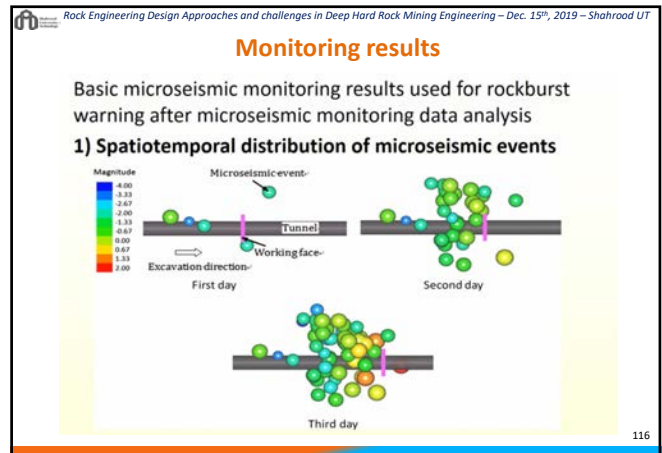 Rock Engineering Design Approaches and challenges in Deep Hard Rock Mining Engineering – Dec. 15th, 2019 – Shahrood UT
Monitoring results
Basic microseismic monitoring results used for rockburst
warning after microseismic monitoring data analysis
1) Spatiotemporal distribution of microseismic events
Magnitude
-4.00
-3.33
-2.67
-2.00
-1.33
-0.67
0.00
0.67
1.33
2.00
Microseismic event
Tunnel
Working face
Excavation direction
First day
Second day
Third day
116